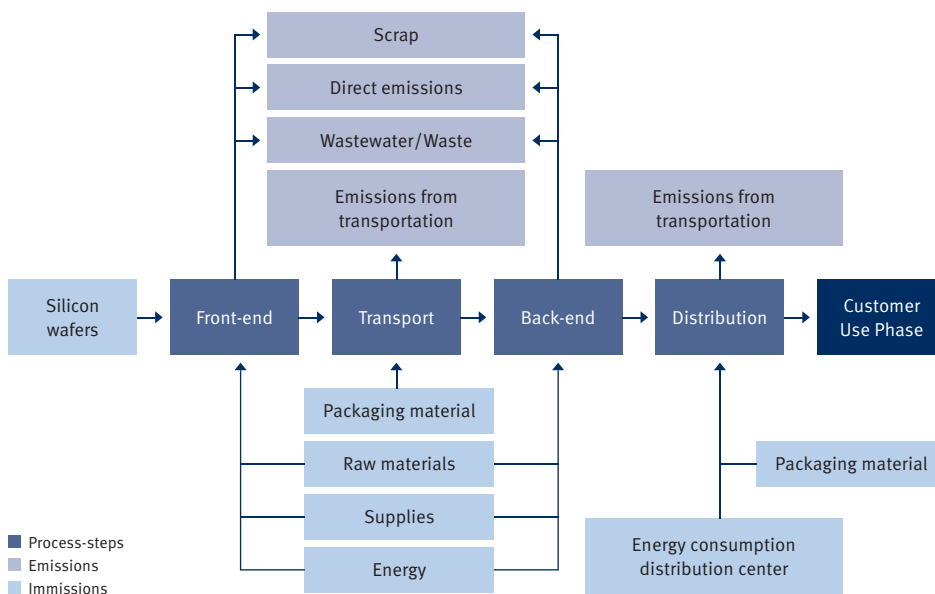 Scrap
Direct emissions
Wastewater/Waste
Emissions from
transportation
Emissions from
transportation
Silicon
wafers
Front-end
Transport
Back-end
Distribution
Customer
Use Phase
Packaging material
Raw materials
Packaging material
Supplies
Energy
Energy consumption
distribution center
Process-steps
Emissions
Immissions